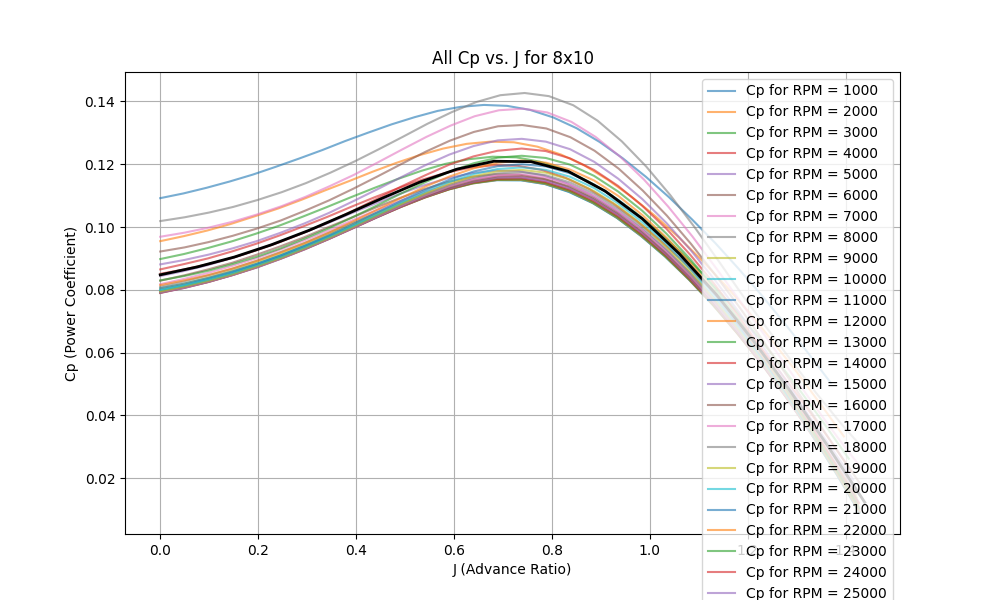 All Cp vs. J for 8x10
Cp (Power Coefficient)
0.14
0.12
0.10
0.08
0.06
0.04
0.02
0.0
0.2
0.4
0.6
0.8
1.0
J (Advance Ratio)
Cp for RPM = 1000
Cp for RPM = 2000
Cp for RPM = 3000
Cp for RPM = 4000
Cp for RPM = 5000
Cp for RPM = 6000
Cp for RPM = 7000
Cp for RPM = 8000
Cp for RPM = 9000
Cp for RPM = 10000
Cp for RPM = 11000
Cp for RPM = 12000
Cp for RPM = 13000
Cp for RPM = 14000
Cp for RPM = 15000
Cp for RPM = 16000
Cp for RPM = 17000
Cp for RPM = 18000
Cp for RPM = 19000
Cp for RPM = 20000
Cp for RPM = 21000
Cp for RPM = 22000
Cp for RPM = 23000
Cp for RPM = 24000
Cp for RPM = 25000